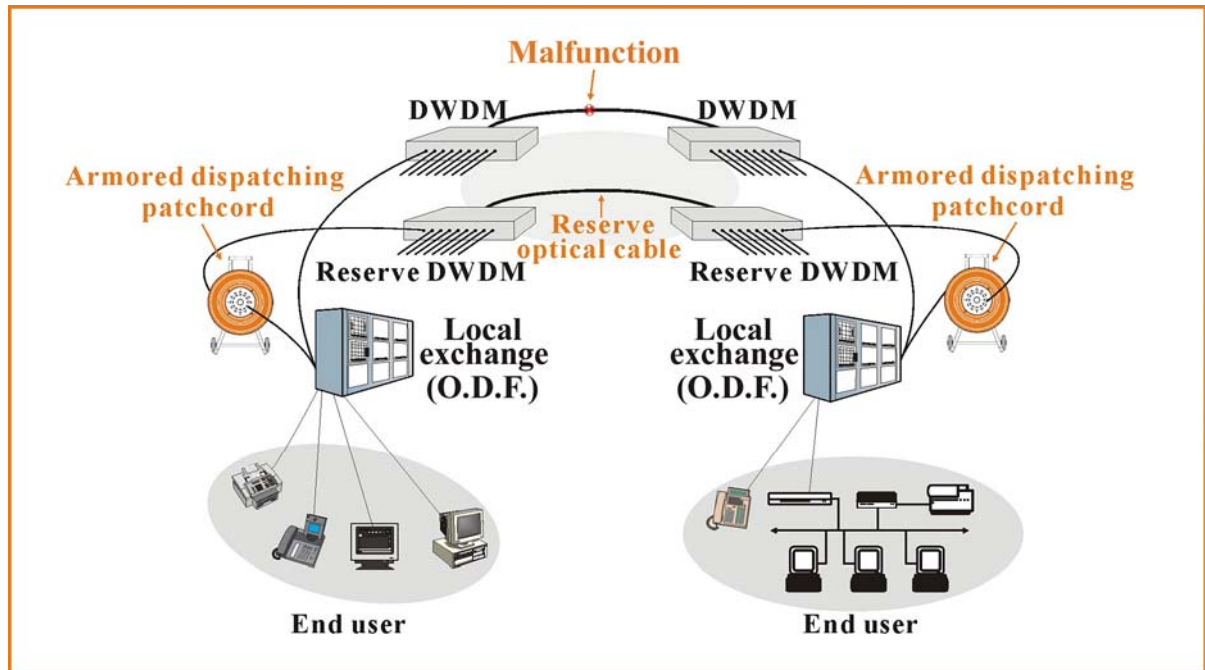 Malfunction
DWDM
DWDM
Armored dispatching
patchcord
Armored dispatching
patchcord
Reserve
optical cable
Reserve DWDM
Reserve DWDM
Local
exchange
(O.D.F.)
Local
exchange
(O.D.F.)
End user
End user